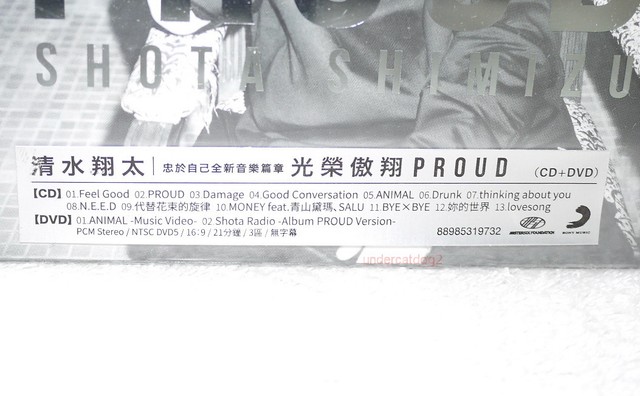 PROUD
SHOTA SHIMIZU
清水翔太 | 忠於自己全新音樂篇章 光榮傲翔 PROUD (CD+DVD)
【CD】01.Feel Good 02.PROUD 03.Damage 04.Good Conversation 05.ANIMAL 06.Drunk 07.thinking about you
08.N.E.E.D 09.代替花束的旋律 10.MONEY feat.青山黛瑪、SALU 11.BYE×BYE 12.妳的世界 13.lovesong
【DVD】01.ANIMAL -Music Video- 02 Shota Radio -Album PROUD Version-
PCM Stereo / NTSC DVD5 / 16:9 / 21分鐘 / 3區 / 無字幕
88985319732
MASTERSIX FOUNDATION
SONY MUSIC
undercatdog2